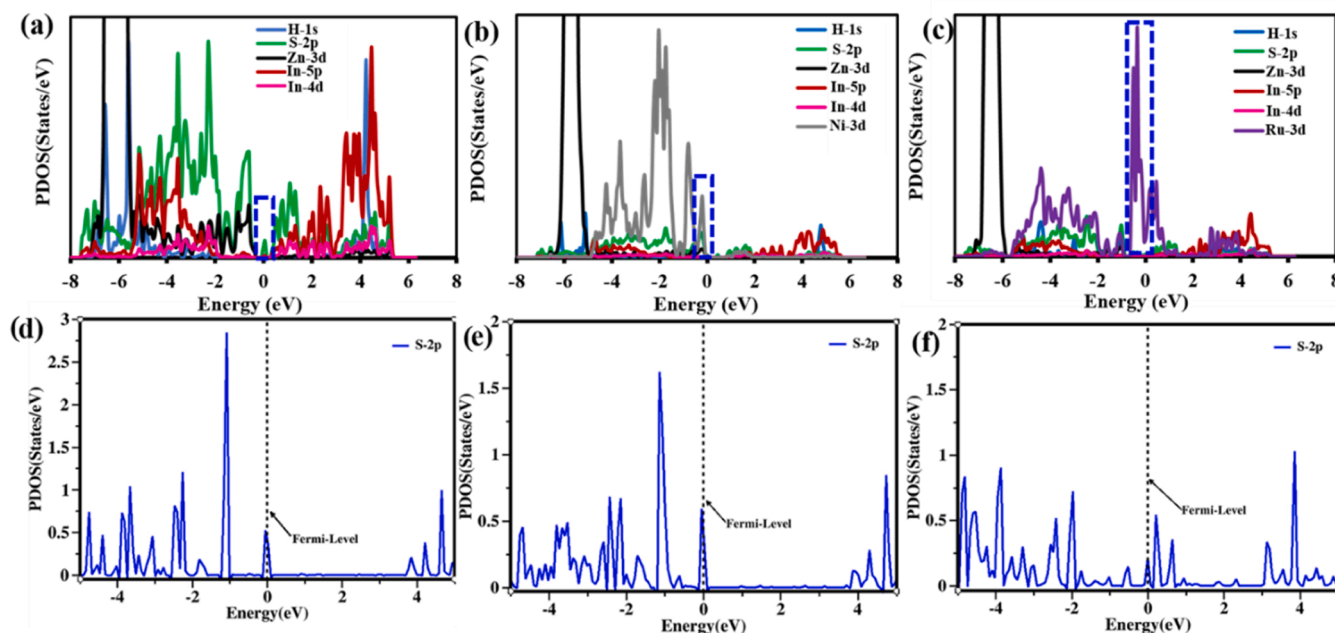 (a)
PDOS(States/eV)
H-1s
S-2p
Zn-3d
In-5p
In-4d
-8 -6 -4 -2 0 2 4 6 8
Energy (eV)
(b)
PDOS(States/eV)
H-1s
S-2p
Zn-3d
In-5p
In-4d
Ni-3d
-8 -6 -4 -2 0 2 4 6 8
Energy (eV)
(c)
PDOS(States/eV)
H-1s
S-2p
Zn-3d
In-5p
In-4d
Ru-3d
-8 -6 -4 -2 0 2 4 6 8
Energy (eV)
(d)
PDOS(States/eV)
3
2.5
2
1.5
1
0.5
0
S-2p
Fermi-Level
-4 -2 0 2 4
Energy(eV)
(e)
PDOS(States/eV)
2
1.5
1
0.5
0
S-2p
Fermi-Level
-4 -2 0 2 4
Energy(eV)
(f)
PDOS(States/eV)
2
1.5
1
0.5
0
S-2p
Fermi-Level
-4 -2 0 2 4
Energy(eV)